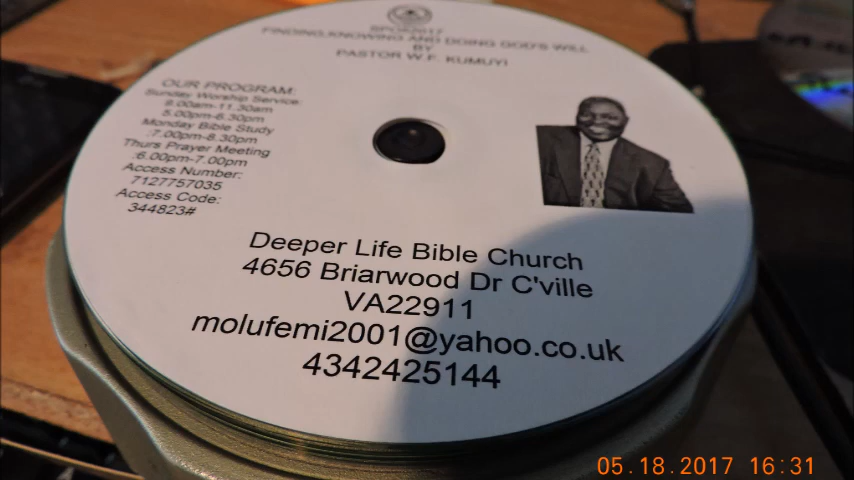 FINDING,KNOWING AND DOING GOD'S WILL
BY
PASTOR W.F. KUMUYI
OUR PROGRAM:
Sunday Worship Service:
8.00am-11.30am
5.00pm-6.30pm
Monday Bible Study
:7.00pm-8.30pm
Thurs Prayer Meeting
:6.00pm-7.00pm
Access Number:
7127757035
Access Code:
344823#
Deeper Life Bible Church
4656 Briarwood Dr C'ville
VA22911
molufemi2001@yahoo.co.uk
4342425144
05.18.2017 16:31